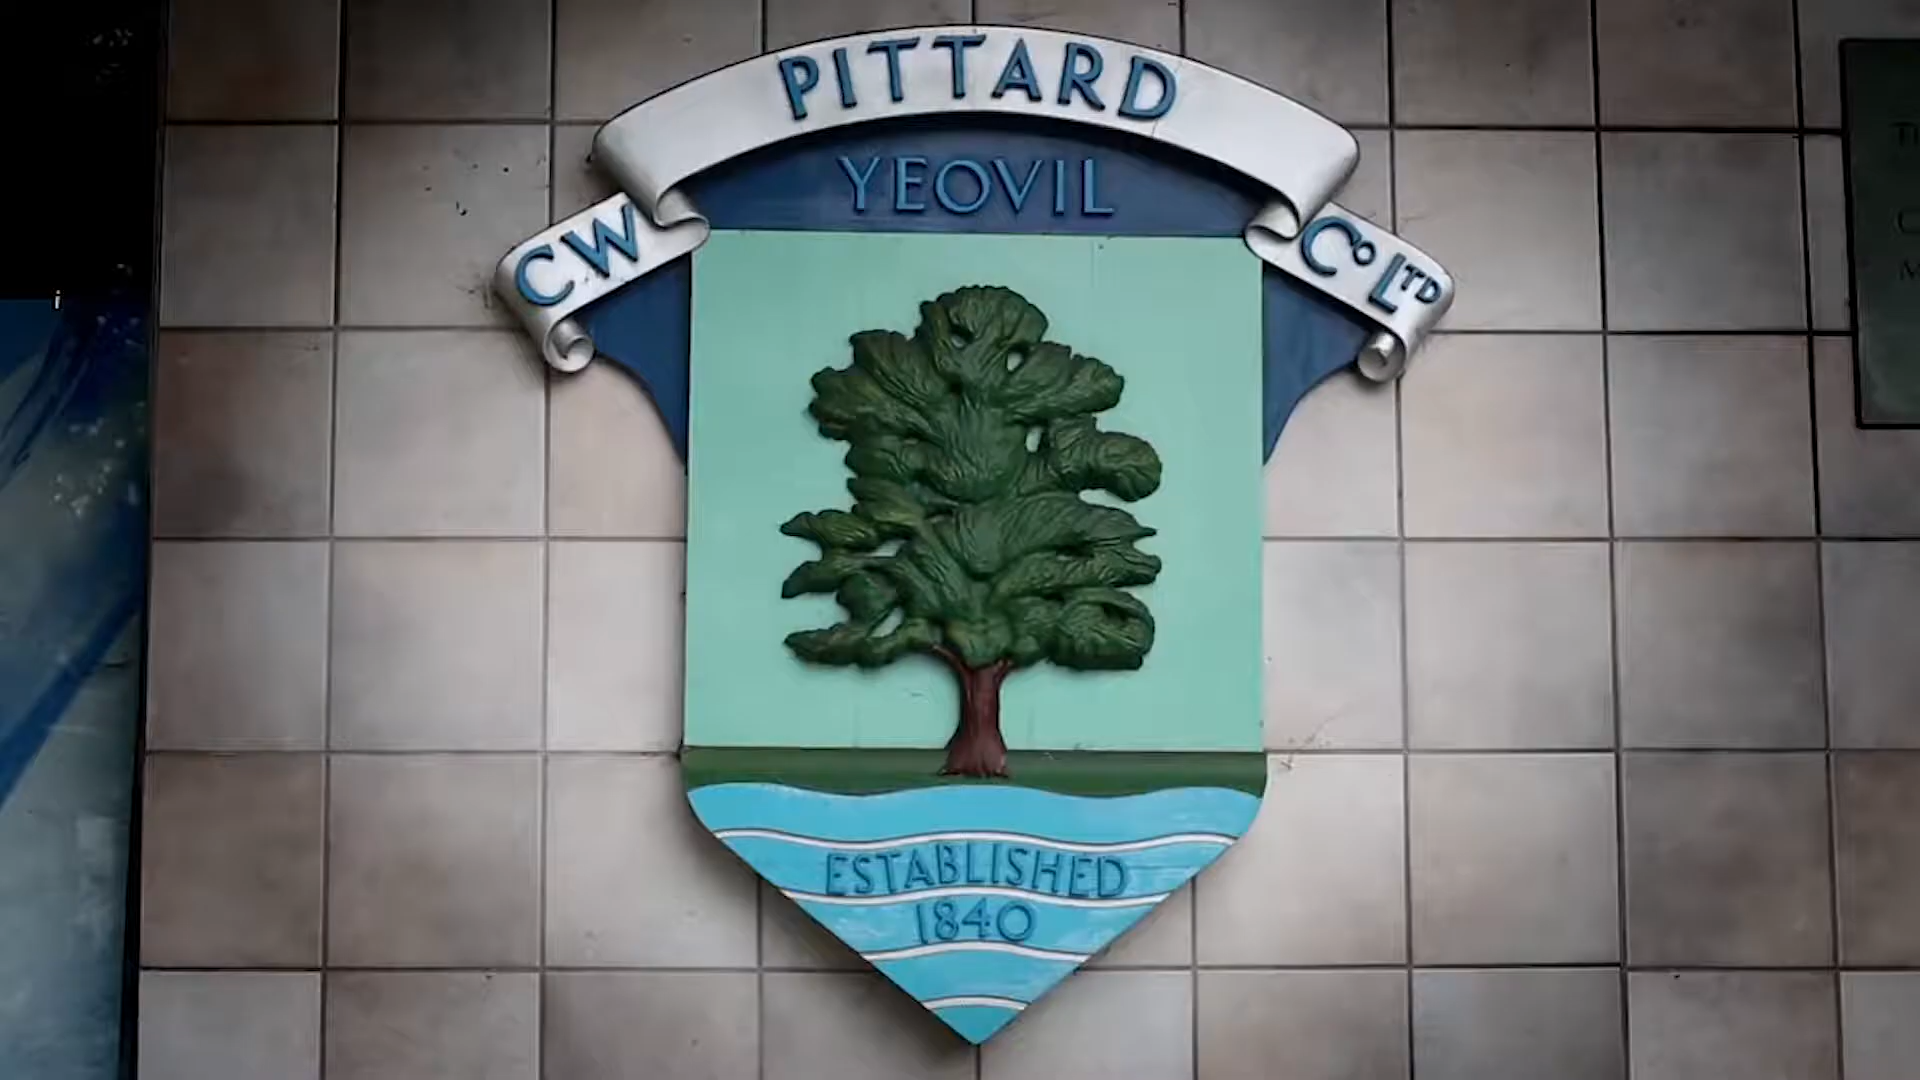 PITTARD
YEOVIL
CW
Co LTD
ESTABLISHED
1840